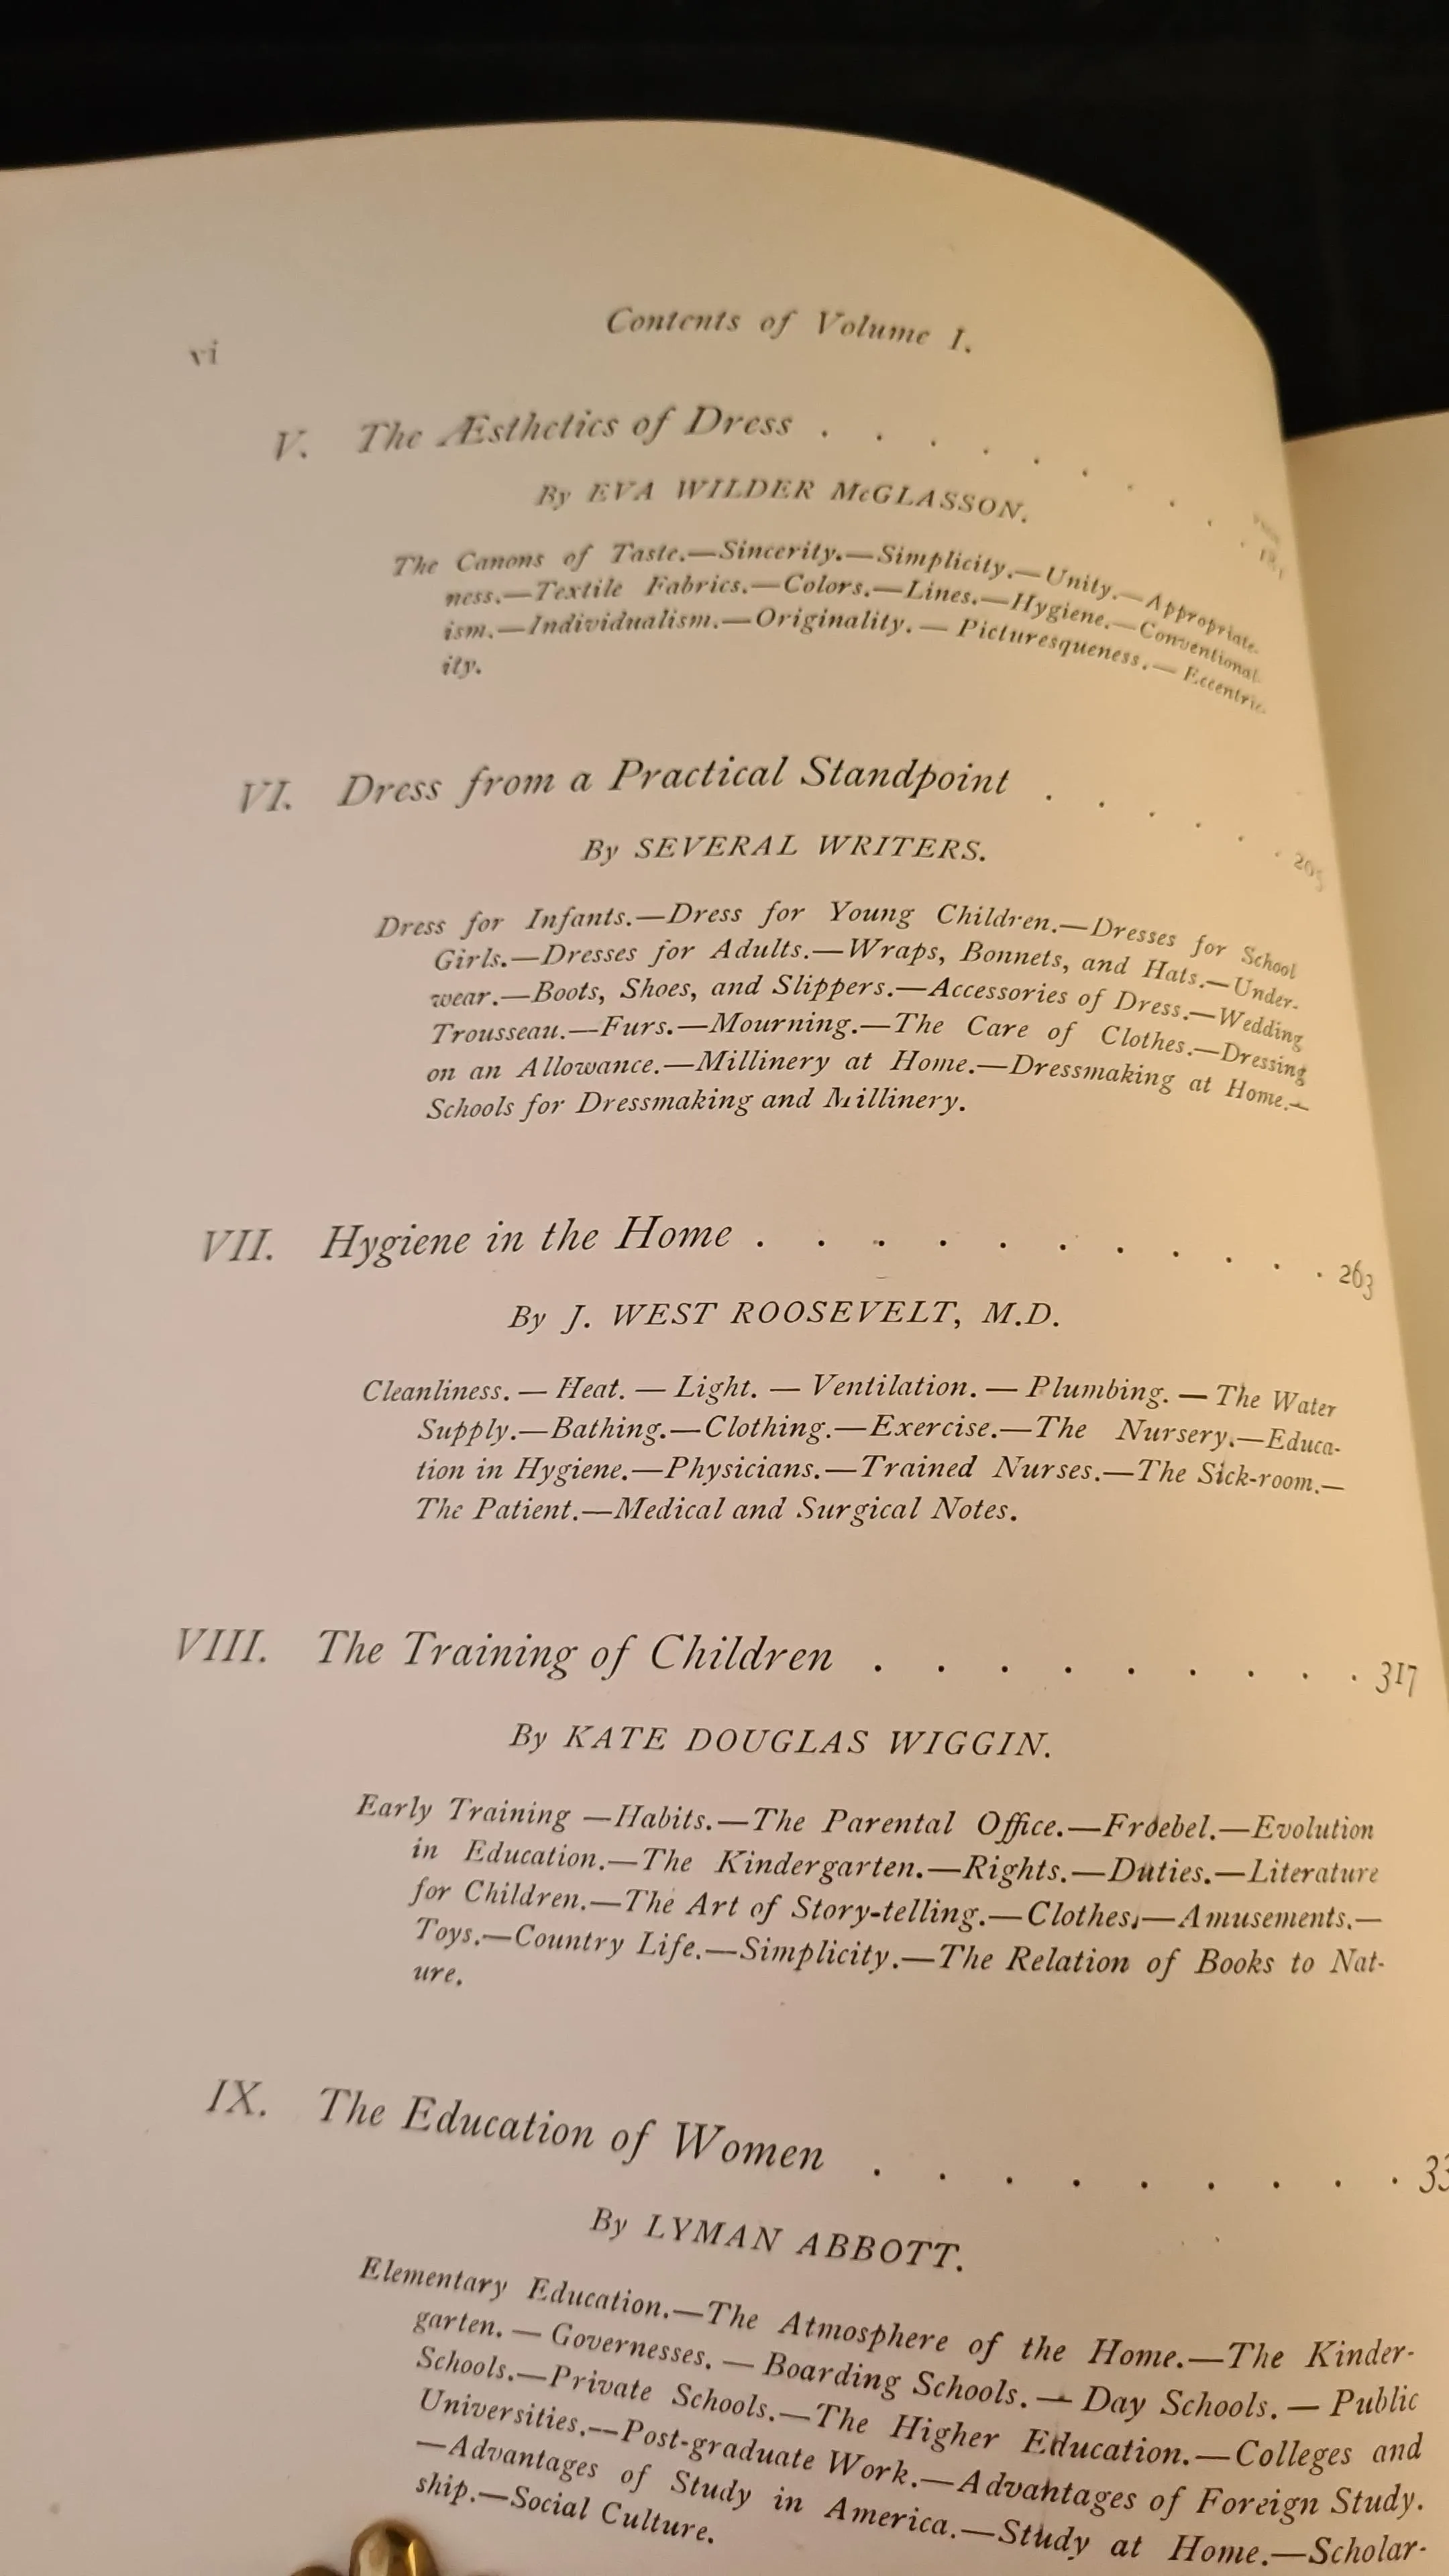 vi
Contents of Volume I.
V. The Æsthetics of Dress . . . . . . . . .
By EVA WILDER McGLASSON.
The Canons of Taste.—Sincerity.—Simplicity.—Unity.—Appropriate-
ness.—Textile Fabrics.—Colors.—Lines.—Hygiene.—Conventional-
ism.—Individualism.—Originality.— Picturesqueness.— Eccentric-
ity.
VI. Dress from a Practical Standpoint . . . . . .
By SEVERAL WRITERS.
Dress for Infants.—Dress for Young Children.—Dresses for School
Girls.—Dresses for Adults.—Wraps, Bonnets, and Hats.—Under-
wear.—Boots, Shoes, and Slippers.—Accessories of Dress.—Wedding
Trousseau.—Furs.—Mourning.—The Care of Clothes.—Dressing
on an Allowance.—Millinery at Home.—Dressmaking at Home.—
Schools for Dressmaking and Millinery.
VII. Hygiene in the Home . . . . . . . . . . 263
By J. WEST ROOSEVELT, M.D.
Cleanliness. — Heat. — Light. — Ventilation. — Plumbing. — The Water
Supply.—Bathing.—Clothing.—Exercise.—The Nursery.—Educa-
tion in Hygiene.—Physicians.—Trained Nurses.—The Sick-room.—
The Patient.—Medical and Surgical Notes.
VIII. The Training of Children . . . . . . . . . 317
By KATE DOUGLAS WIGGIN.
Early Training —Habits.—The Parental Office.—Froebel.—Evolution
in Education.—The Kindergarten.—Rights.—Duties.—Literature
for Children.—The Art of Story-telling.—Clothes.—Amusements.—
Toys.—Country Life.—Simplicity.—The Relation of Books to Nat-
ure.
IX. The Education of Women . . . . . . . . .
By LYMAN ABBOTT.
Elementary Education.—The Atmosphere of the Home.—The Kinder-
garten. — Governesses. — Boarding Schools. — Day Schools. — Public
Schools.—Private Schools.—The Higher Education.—Colleges and
Universities.—Post-graduate Work.—Advantages of Foreign Study.
—Advantages of Study in America.—Study at Home.—Scholar-
ship.—Social Culture.